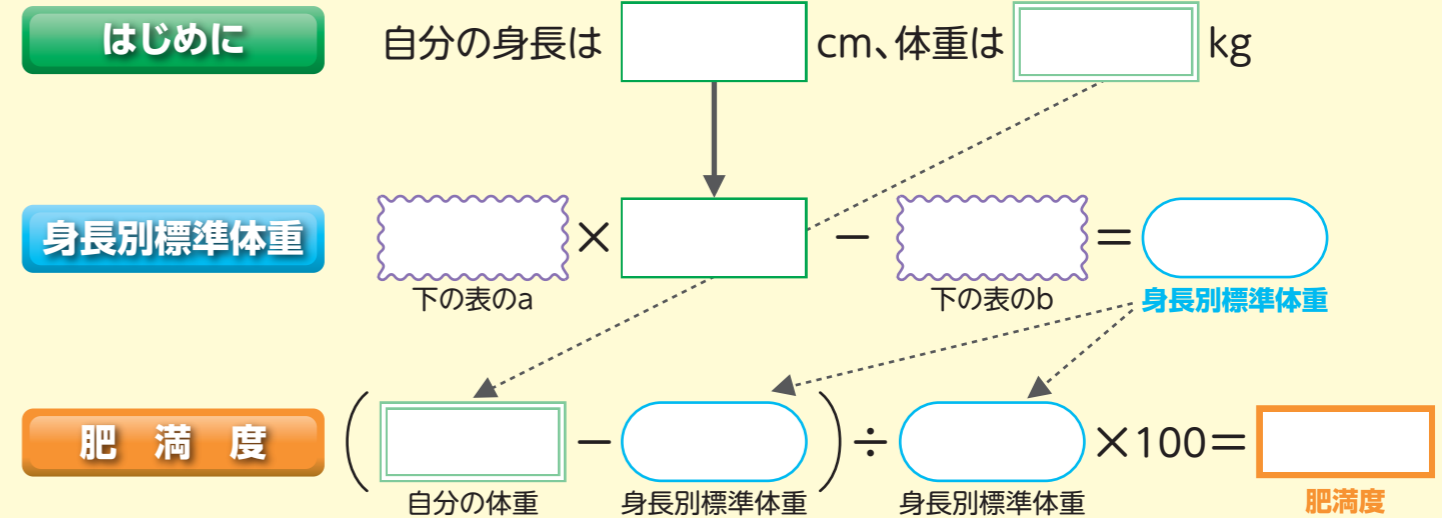 はじめに 自分の身長は cm、体重は kg
身長別標準体重 × − =
下の表のa 下の表のb 身長別標準体重
肥満度 ( − ) ÷ ×100=
自分の体重 身長別標準体重 身長別標準体重 肥満度